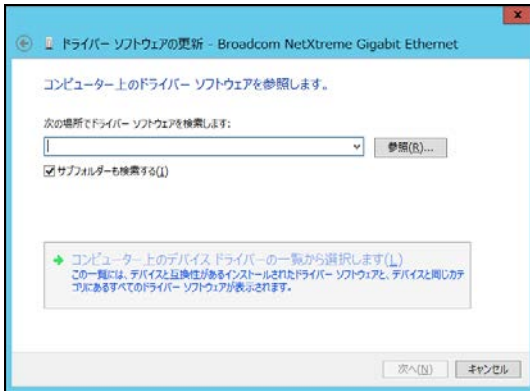 ドライバー ソフトウェアの更新 - Broadcom NetXtreme Gigabit Ethernet
コンピューター上のドライバー ソフトウェアを参照します。
次の場所でドライバー ソフトウェアを検索します:
参照(R)...
サブフォルダーも検索する(I)
コンピューター上のデバイス ドライバーの一覧から選択します(L)
この一覧には、デバイスと互換性があるインストールされたドライバー ソフトウェアと、デバイスと同じカテ
ゴリにあるすべてのドライバー ソフトウェアが表示されます。
次へ(N)
キャンセル